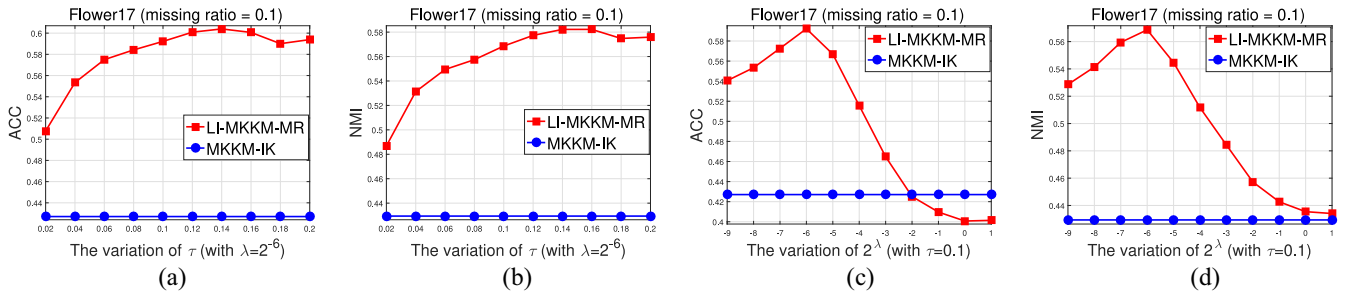 Flower17 (missing ratio = 0.1)
ACC
0.6
0.58
0.56
0.54
0.52
0.5
0.48
0.46
0.44
LI-MKKM-MR
MKKM-IK
0.02 0.04 0.06 0.08 0.1 0.12 0.14 0.16 0.18 0.2
The variation of τ (with λ=2^-6)
(a)
Flower17 (missing ratio = 0.1)
NMI
0.58
0.56
0.54
0.52
0.5
0.48
0.46
0.44
LI-MKKM-MR
MKKM-IK
0.02 0.04 0.06 0.08 0.1 0.12 0.14 0.16 0.18 0.2
The variation of τ (with λ=2^-6)
(b)
Flower17 (missing ratio = 0.1)
ACC
0.58
0.56
0.54
0.52
0.5
0.48
0.46
0.44
0.42
0.4
LI-MKKM-MR
MKKM-IK
-9 -8 -7 -6 -5 -4 -3 -2 -1 0 1
The variation of 2^λ (with τ=0.1)
(c)
Flower17 (missing ratio = 0.1)
NMI
0.56
0.54
0.52
0.5
0.48
0.46
0.44
LI-MKKM-MR
MKKM-IK
-9 -8 -7 -6 -5 -4 -3 -2 -1 0 1
The variation of 2^λ (with τ=0.1)
(d)